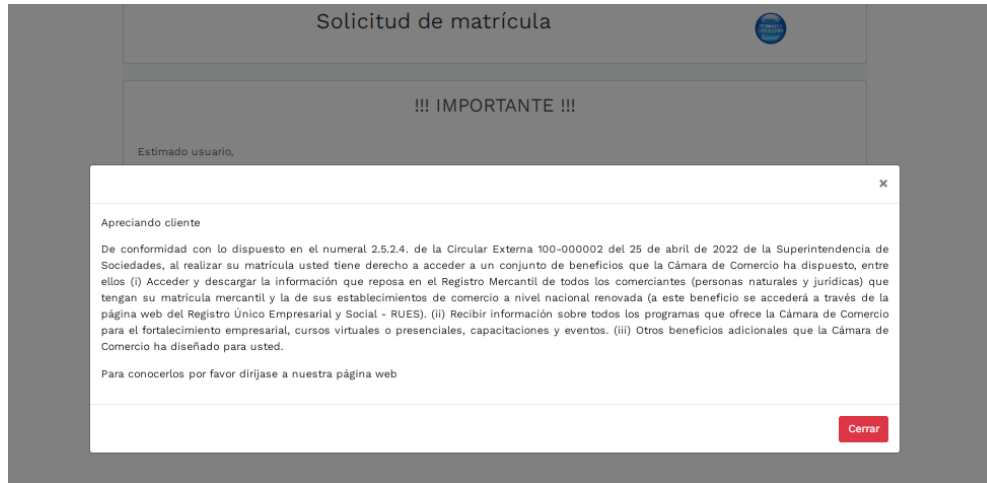 Solicitud de matrícula
!!! IMPORTANTE !!!
Estimado usuario,
×
Apreciando cliente
De conformidad con lo dispuesto en el numeral 2.5.2.4. de la Circular Externa 100-000002 del 25 de abril de 2022 de la Superintendencia de
Sociedades, al realizar su matrícula usted tiene derecho a acceder a un conjunto de beneficios que la Cámara de Comercio ha dispuesto, entre
ellos (i) Acceder y descargar la información que reposa en el Registro Mercantil de todos los comerciantes (personas naturales y jurídicas) que
tengan su matrícula mercantil y la de sus establecimientos de comercio a nivel nacional renovada (a este beneficio se accederá a través de la
página web del Registro Único Empresarial y Social - RUES). (ii) Recibir información sobre todos los programas que ofrece la Cámara de Comercio
para el fortalecimiento empresarial, cursos virtuales o presenciales, capacitaciones y eventos. (iii) Otros beneficios adicionales que la Cámara de
Comercio ha diseñado para usted.
Para conocerlos por favor diríjase a nuestra página web
Cerrar